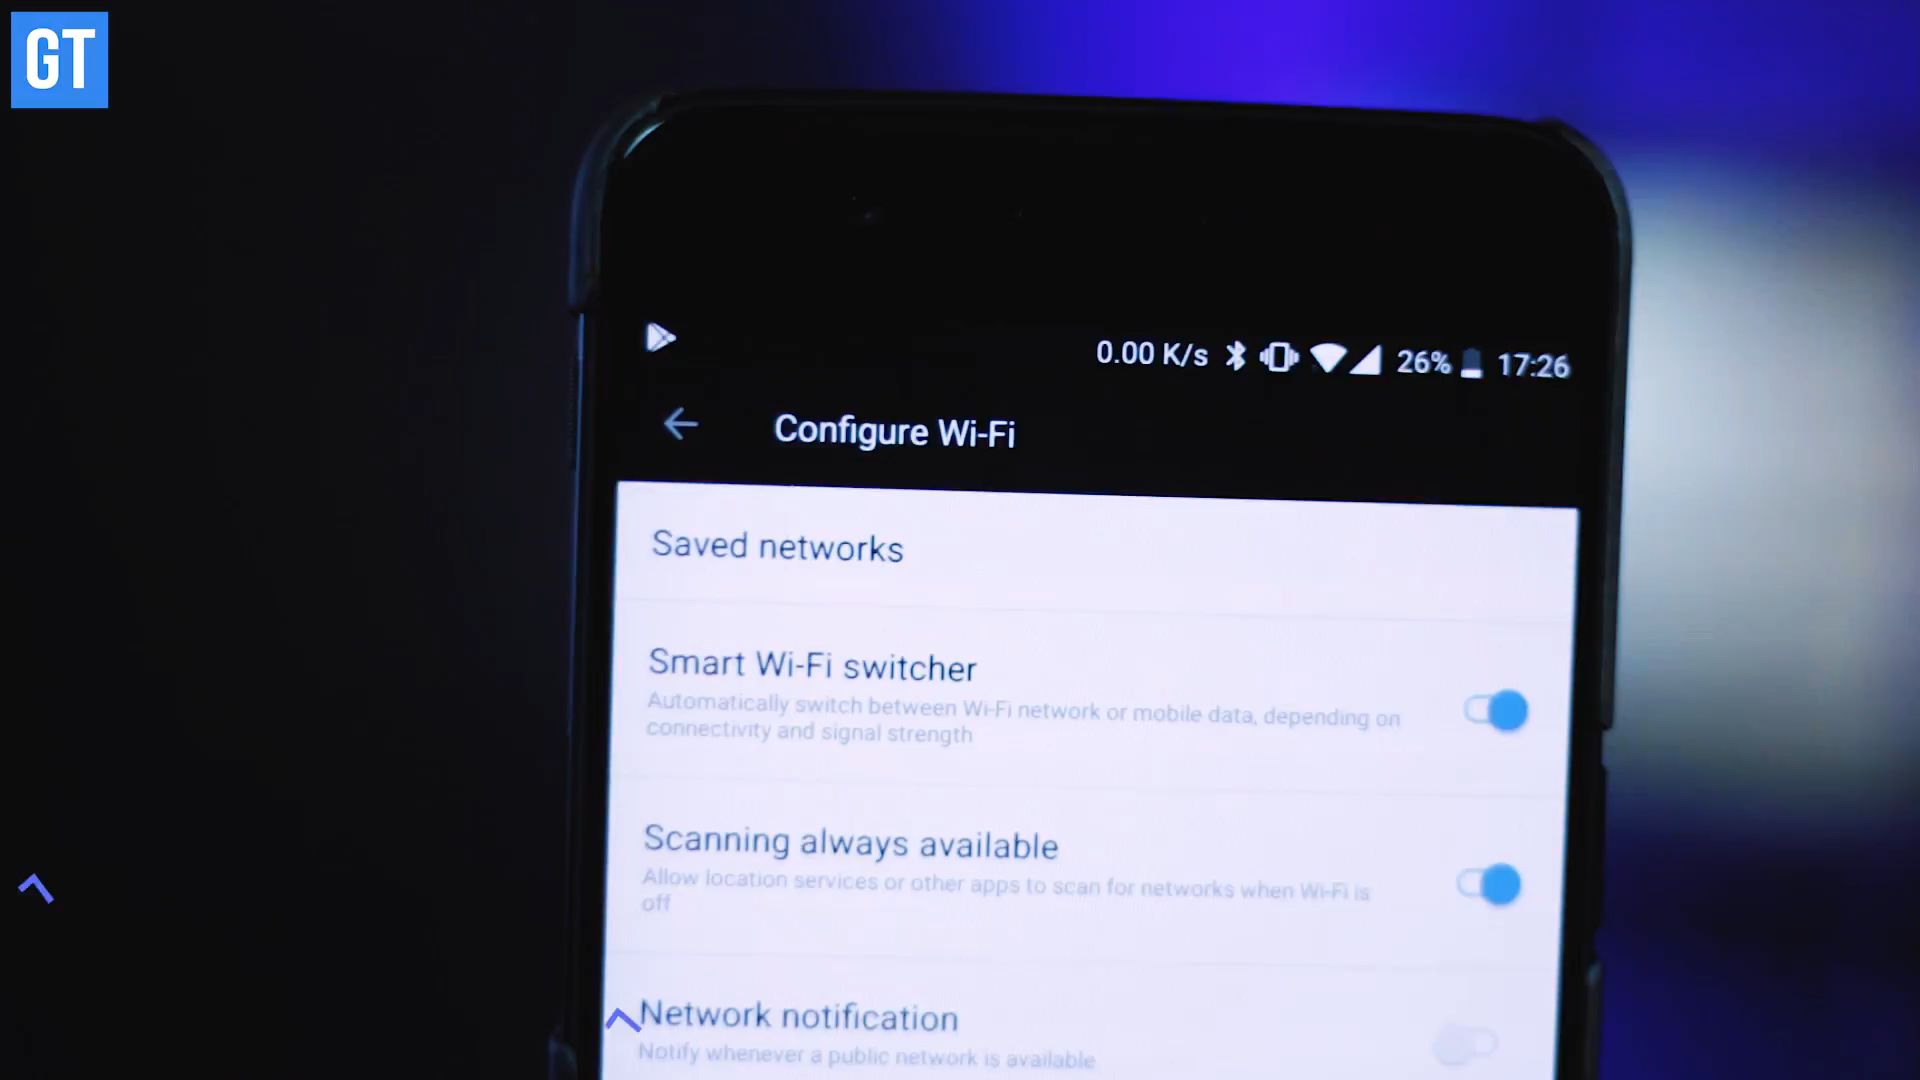 GT
0.00 K/s 26% 17:26
Configure Wi-Fi
Saved networks
Smart Wi-Fi switcher
Automatically switch between Wi-Fi network or mobile data, depending on
connectivity and signal strength
Scanning always available
Allow location services or other apps to scan for networks when Wi-Fi is
off
Network notification
Notify whenever a public network is available